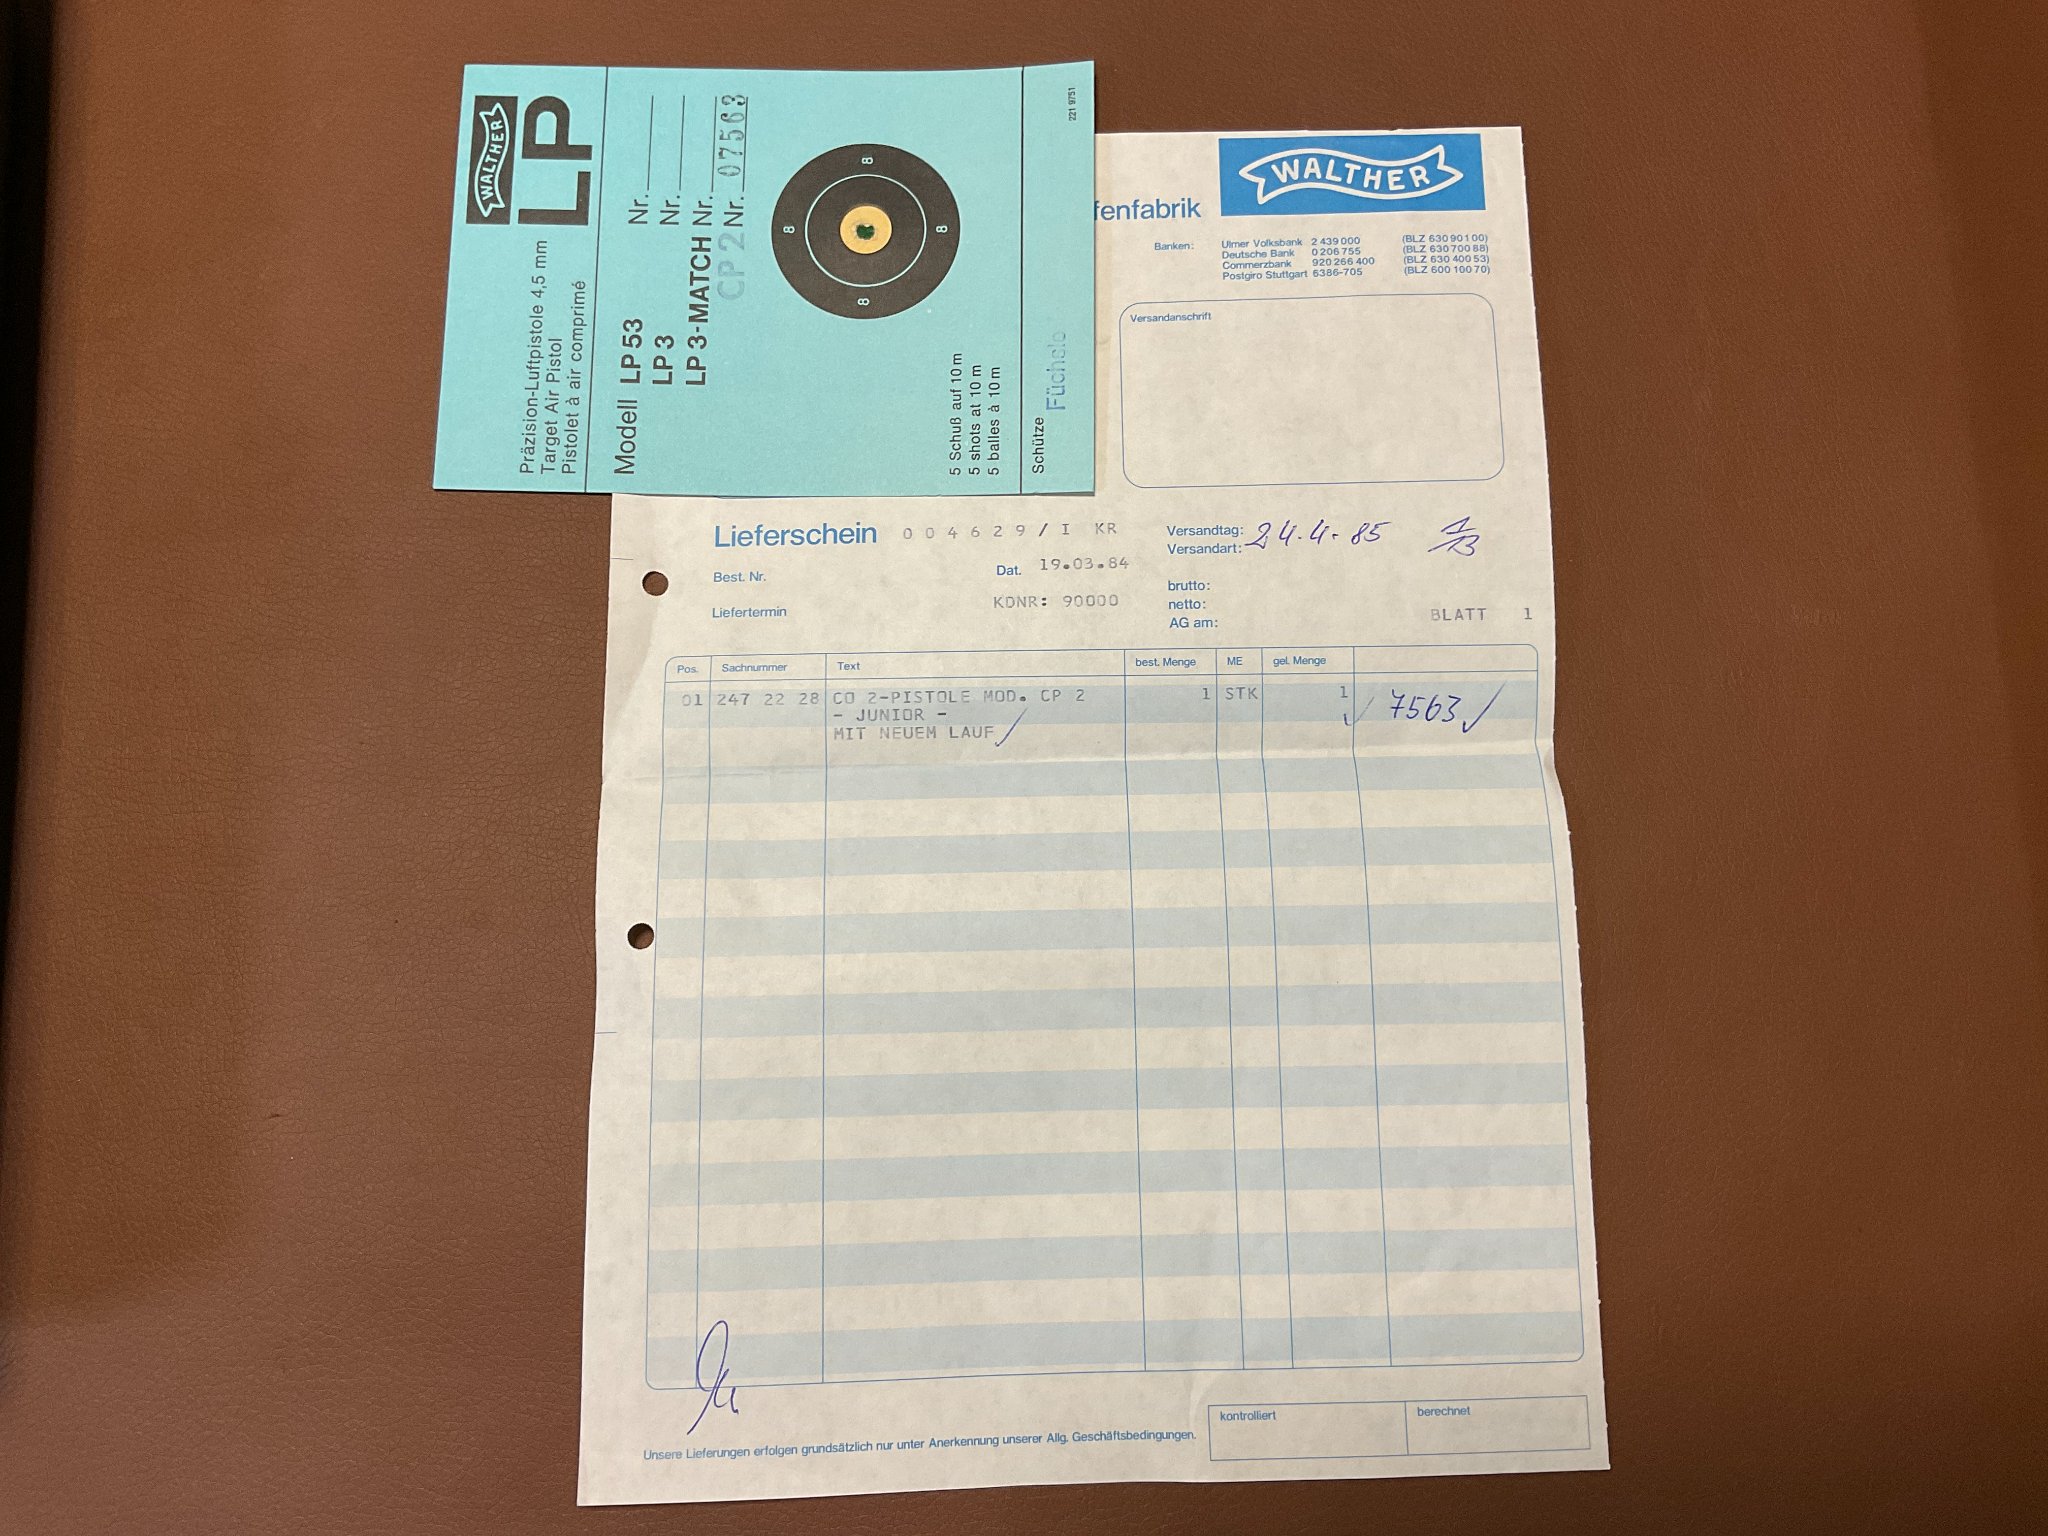 WALTHER
LP
Präzision-Luftpistole 4,5 mm
Target Air Pistol
Pistolet à air comprimé
Modell LP 53 Nr.
LP 3 Nr.
LP 3-MATCH Nr.
CP 2 Nr. 07563
8 8 8 8
5 Schuß auf 10 m
5 shots at 10 m
5 balles à 10 m
Schütze Füchsle
221 9751
fenfabrik
WALTHER
Banken: Ulmer Volksbank 2 439 000 (BLZ 630 901 00)
Deutsche Bank 0 206 755 (BLZ 630 700 88)
Commerzbank 920 266 400 (BLZ 630 400 53)
Postgiro Stuttgart 6386-705 (BLZ 600 100 70)
Versandanschrift
Lieferschein 004629/I KR
Versandtag: 24.4.85
Versandart:
Best. Nr. Dat. 19.03.84
Liefertermin KDNR: 90000
brutto:
netto:
AG am:
BLATT 1
Pos. Sachnummer Text best. Menge ME gel. Menge
01 247 22 28 CO 2-PISTOLE MOD. CP 2 1 STK 1 7563
- JUNIOR -
MIT NEUEM LAUF
Unsere Lieferungen erfolgen grundsätzlich nur unter Anerkennung unserer Allg. Geschäftsbedingungen.
kontrolliert berechnet